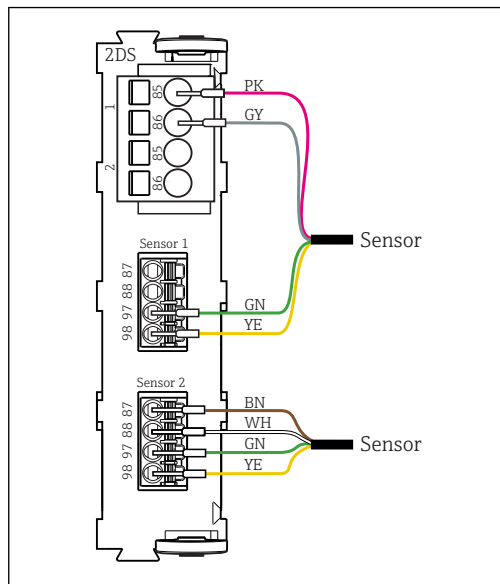 2DS
1
85
86
2
85
86
PK
GY
Sensor
Sensor 1
87
88
97
98
GN
YE
Sensor 2
87
88
97
98
BN
WH
GN
YE
Sensor